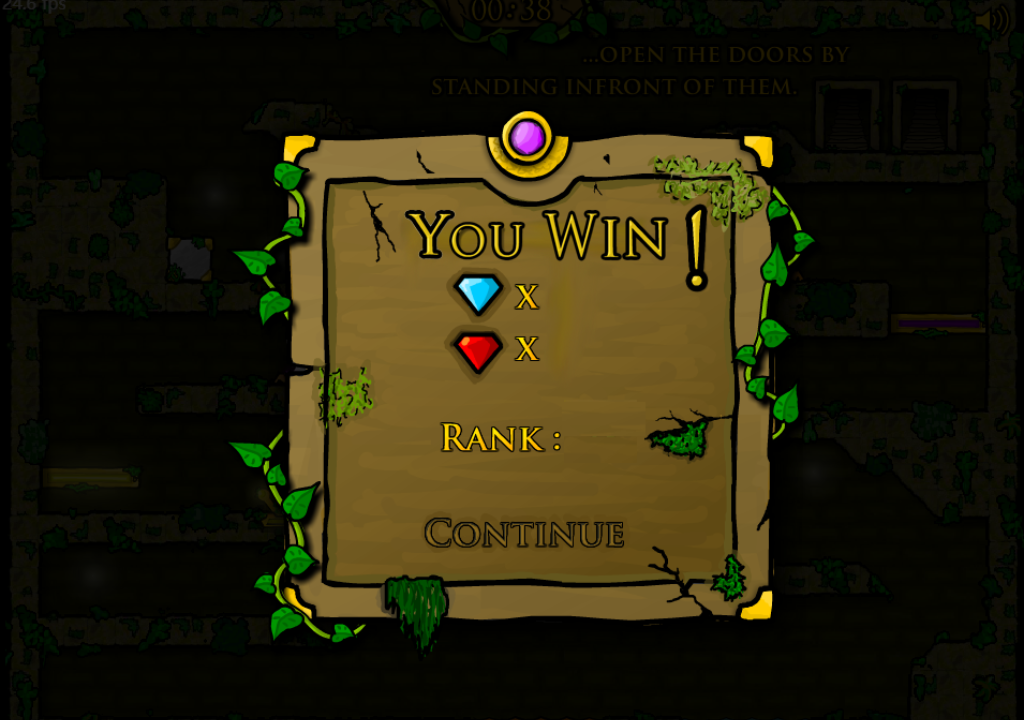 24.6 fps
00:38
...OPEN THE DOORS BY
STANDING INFRONT OF THEM.
YOU WIN!
X
X
RANK:
CONTINUE